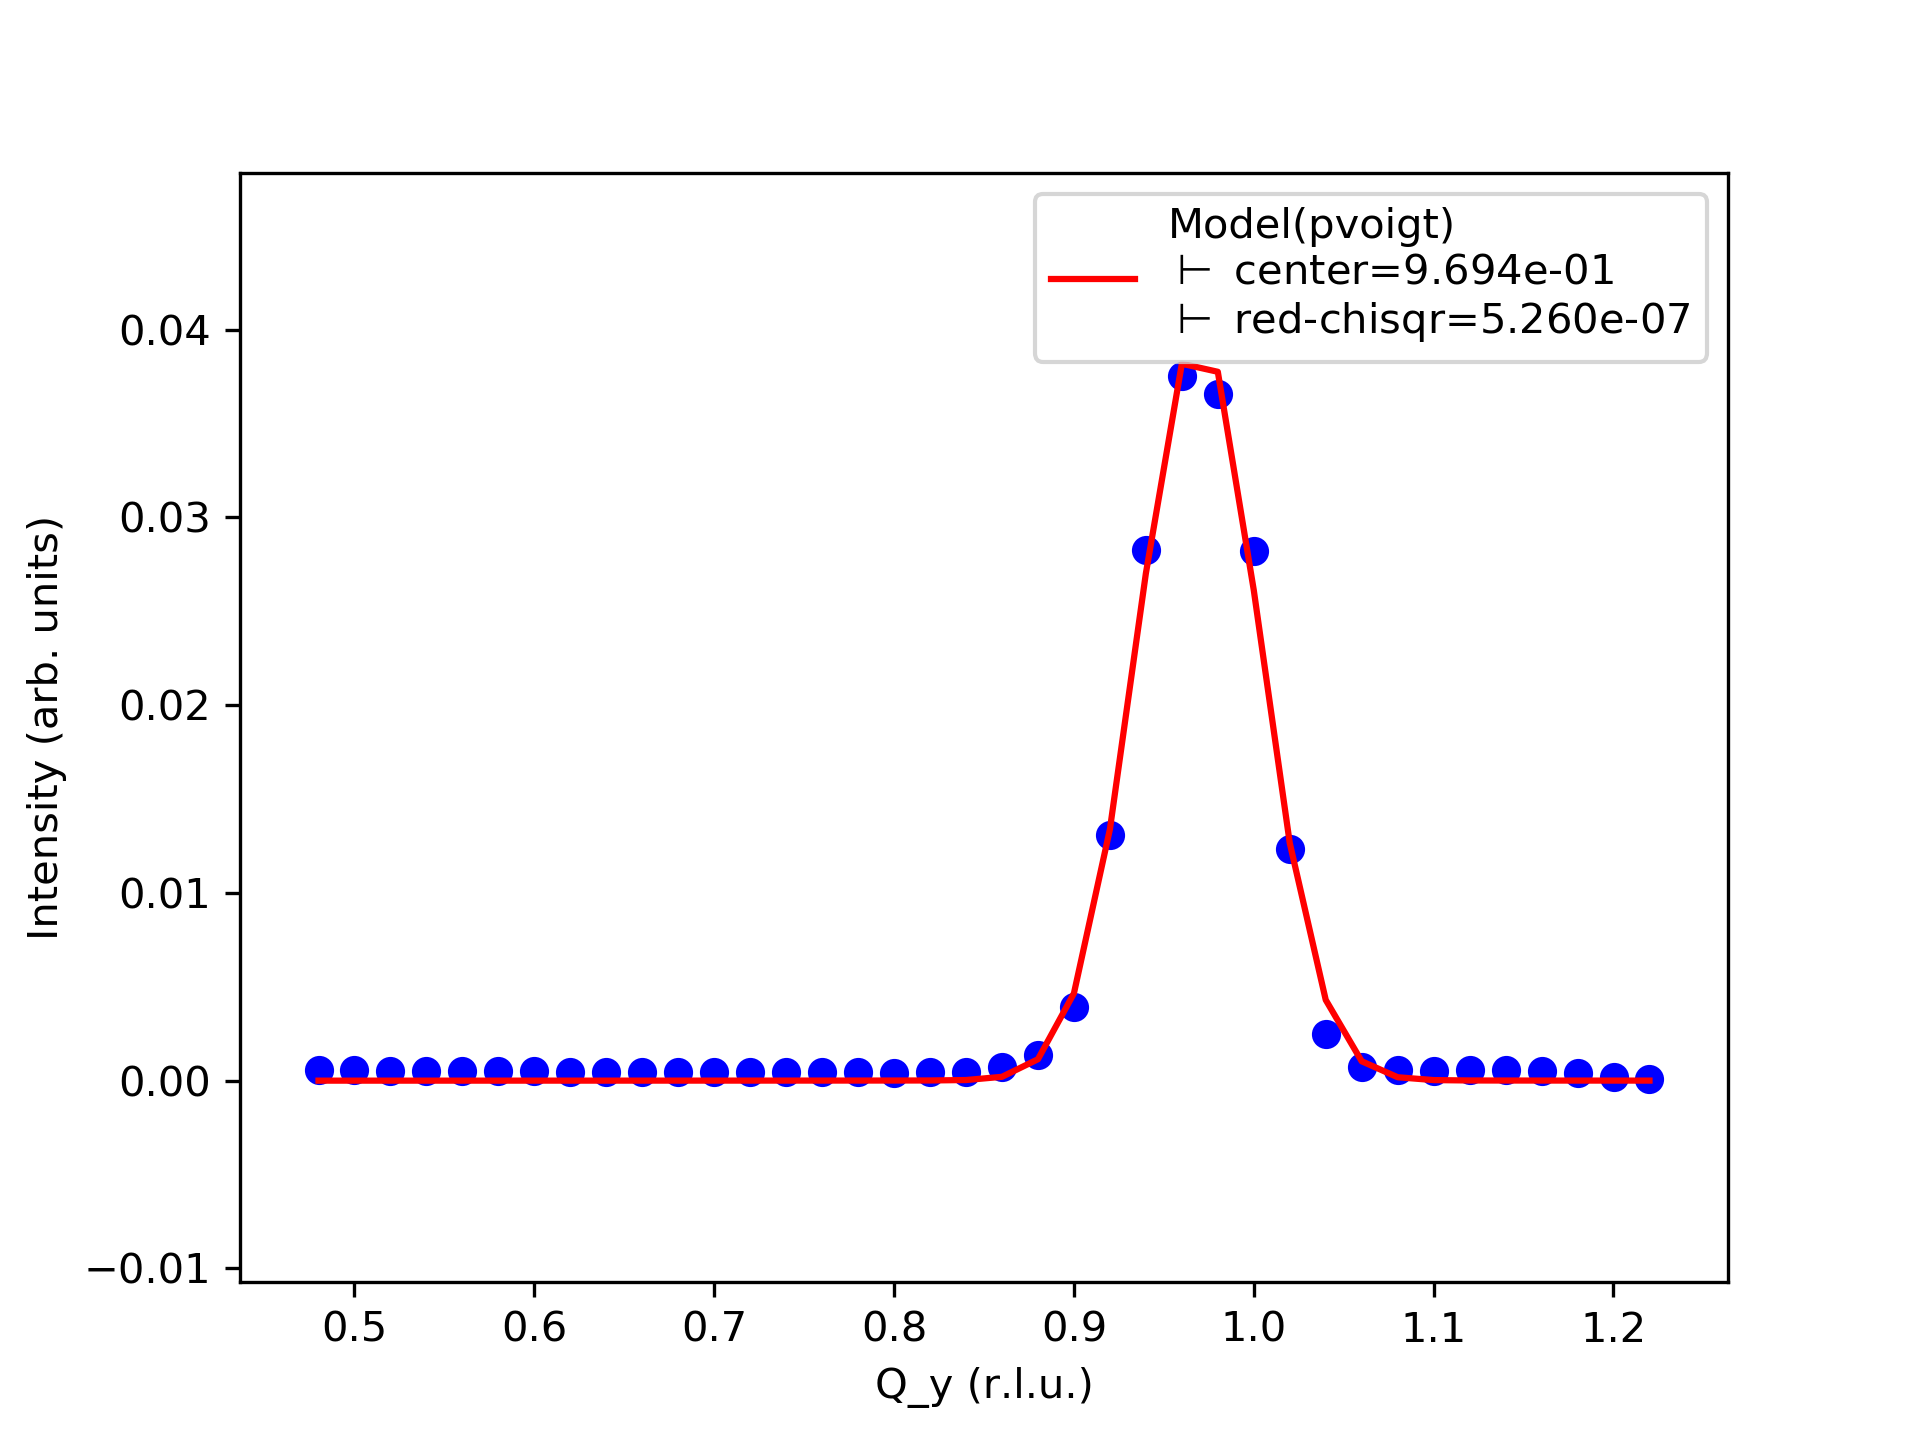 Model(pvoigt)
⊢ center=9.694e-01
⊢ red-chisqr=5.260e-07
0.04
0.03
0.02
0.01
0.00
−0.01
Intensity (arb. units)
0.5 0.6 0.7 0.8 0.9 1.0 1.1 1.2
Q_y (r.l.u.)